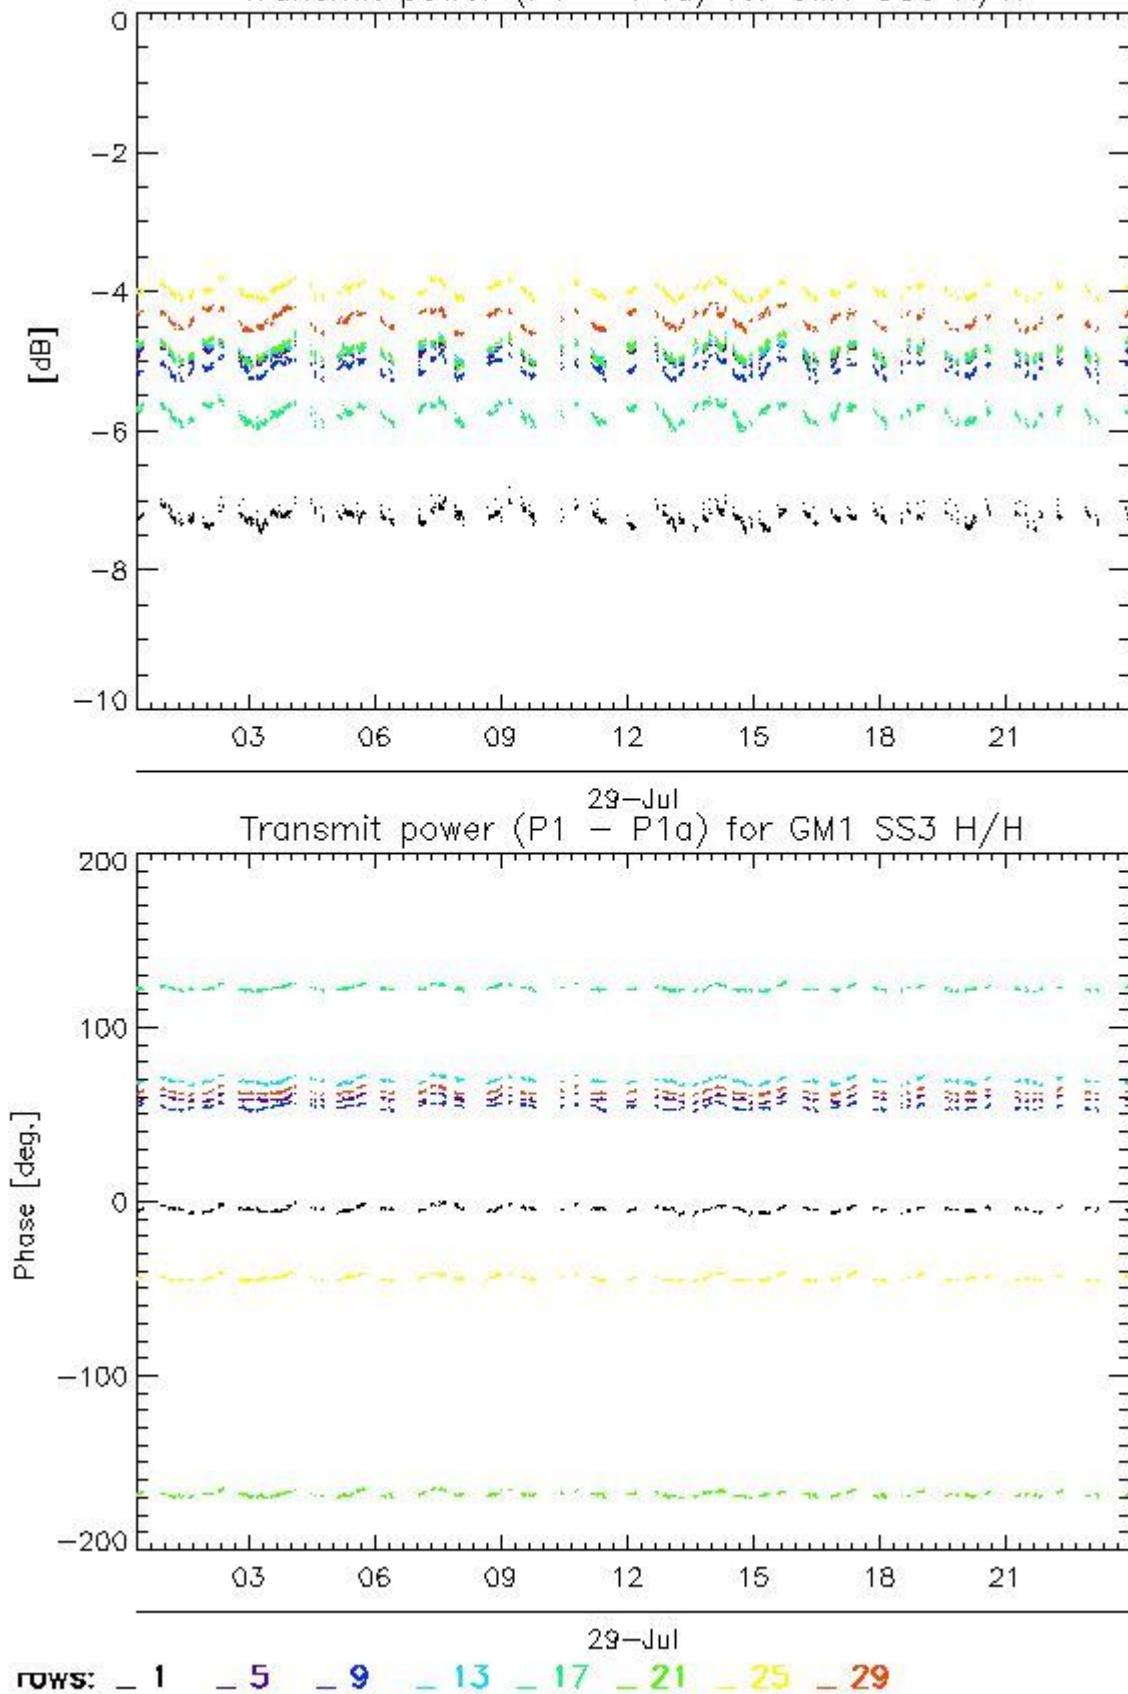 0
-2
-4
-6
-8
-10
[dB]
03 06 09 12 15 18 21
29-Jul
Transmit power (P1 - P1a) for GM1 SS3 H/H
200
100
0
-100
-200
Phase [deg.]
03 06 09 12 15 18 21
29-Jul
rows: _ 1 _ 5 _ 9 _ 13 _ 17 _ 21 _ 25 _ 29